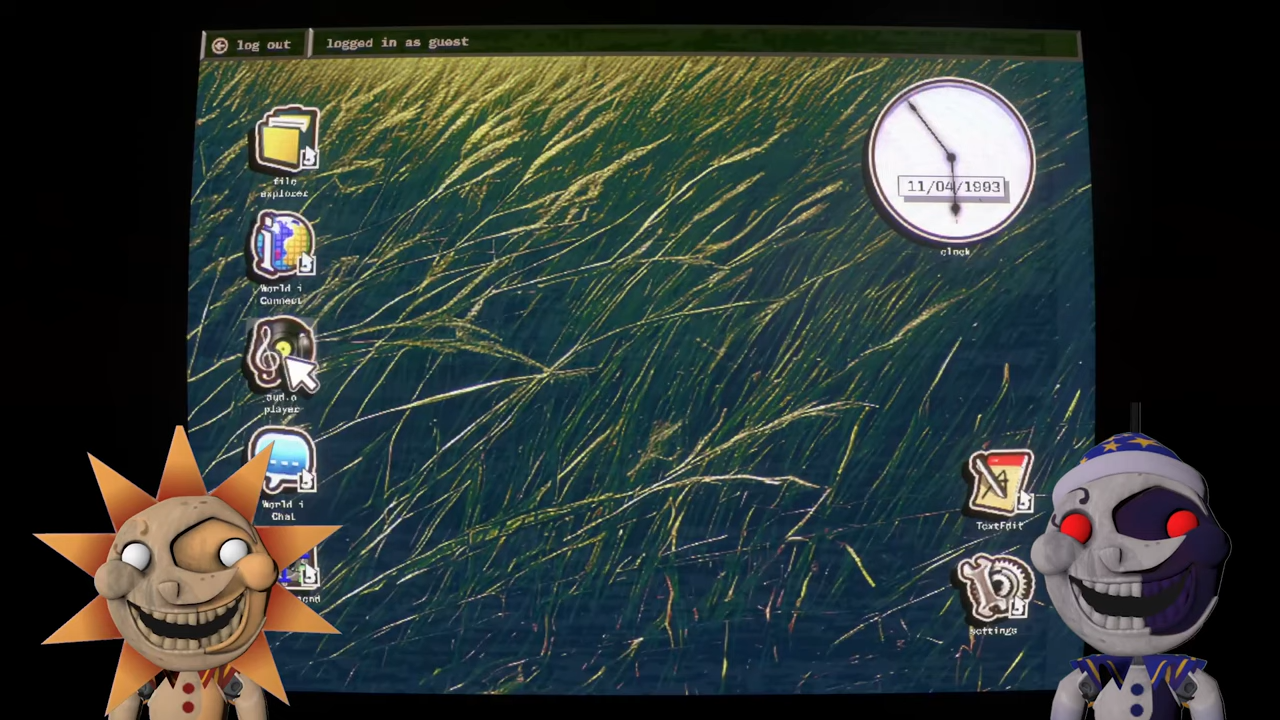 log out
logged in as guest
file
explorer
11/04/1993
clock
World i
Connect
audio
player
World i
Chat
TextEdit
settings